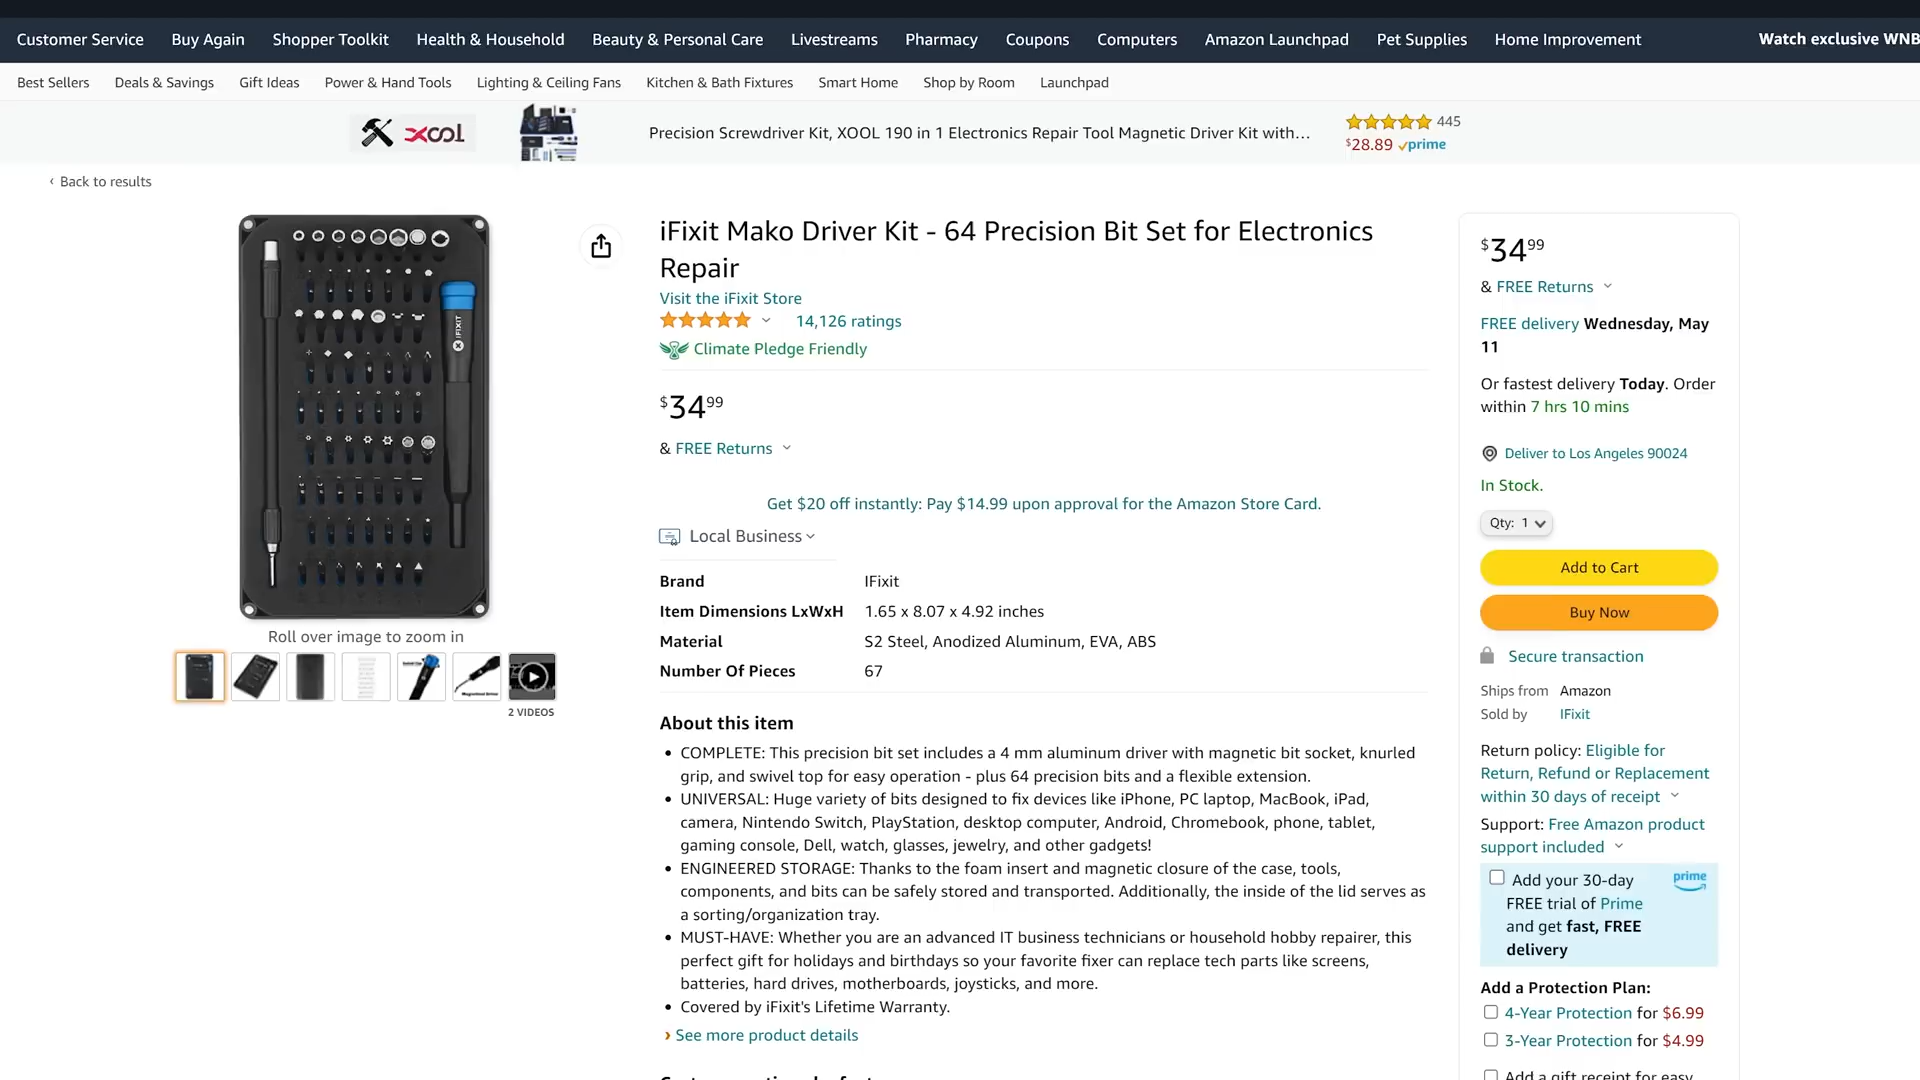 Customer Service Buy Again Shopper Toolkit Health & Household Beauty & Personal Care Livestreams Pharmacy Coupons Computers Amazon Launchpad Pet Supplies Home Improvement Watch exclusive WNB
Best Sellers Deals & Savings Gift Ideas Power & Hand Tools Lighting & Ceiling Fans Kitchen & Bath Fixtures Smart Home Shop by Room Launchpad
xool Precision Screwdriver Kit, XOOL 190 in 1 Electronics Repair Tool Magnetic Driver Kit with… 445
$28.89 prime
‹ Back to results
IFIXIT
Roll over image to zoom in
2 VIDEOS
iFixit Mako Driver Kit - 64 Precision Bit Set for Electronics
Repair
Visit the iFixit Store
14,126 ratings
Climate Pledge Friendly
$34.99
& FREE Returns
Get $20 off instantly: Pay $14.99 upon approval for the Amazon Store Card.
Local Business
Brand IFixit
Item Dimensions LxWxH 1.65 x 8.07 x 4.92 inches
Material S2 Steel, Anodized Aluminum, EVA, ABS
Number Of Pieces 67
About this item
• COMPLETE: This precision bit set includes a 4 mm aluminum driver with magnetic bit socket, knurled
grip, and swivel top for easy operation - plus 64 precision bits and a flexible extension.
• UNIVERSAL: Huge variety of bits designed to fix devices like iPhone, PC laptop, MacBook, iPad,
camera, Nintendo Switch, PlayStation, desktop computer, Android, Chromebook, phone, tablet,
gaming console, Dell, watch, glasses, jewelry, and other gadgets!
• ENGINEERED STORAGE: Thanks to the foam insert and magnetic closure of the case, tools,
components, and bits can be safely stored and transported. Additionally, the inside of the lid serves as
a sorting/organization tray.
• MUST-HAVE: Whether you are an advanced IT business technicians or household hobby repairer, this
perfect gift for holidays and birthdays so your favorite fixer can replace tech parts like screens,
batteries, hard drives, motherboards, joysticks, and more.
• Covered by iFixit's Lifetime Warranty.
› See more product details
$34.99
& FREE Returns
FREE delivery Wednesday, May
11
Or fastest delivery Today. Order
within 7 hrs 10 mins
Deliver to Los Angeles 90024
In Stock.
Qty: 1
Add to Cart
Buy Now
Secure transaction
Ships from Amazon
Sold by IFixit
Return policy: Eligible for
Return, Refund or Replacement
within 30 days of receipt
Support: Free Amazon product
support included
Add your 30-day prime
FREE trial of Prime
and get fast, FREE
delivery
Add a Protection Plan:
4-Year Protection for $6.99
3-Year Protection for $4.99
Add a gift receipt for easy